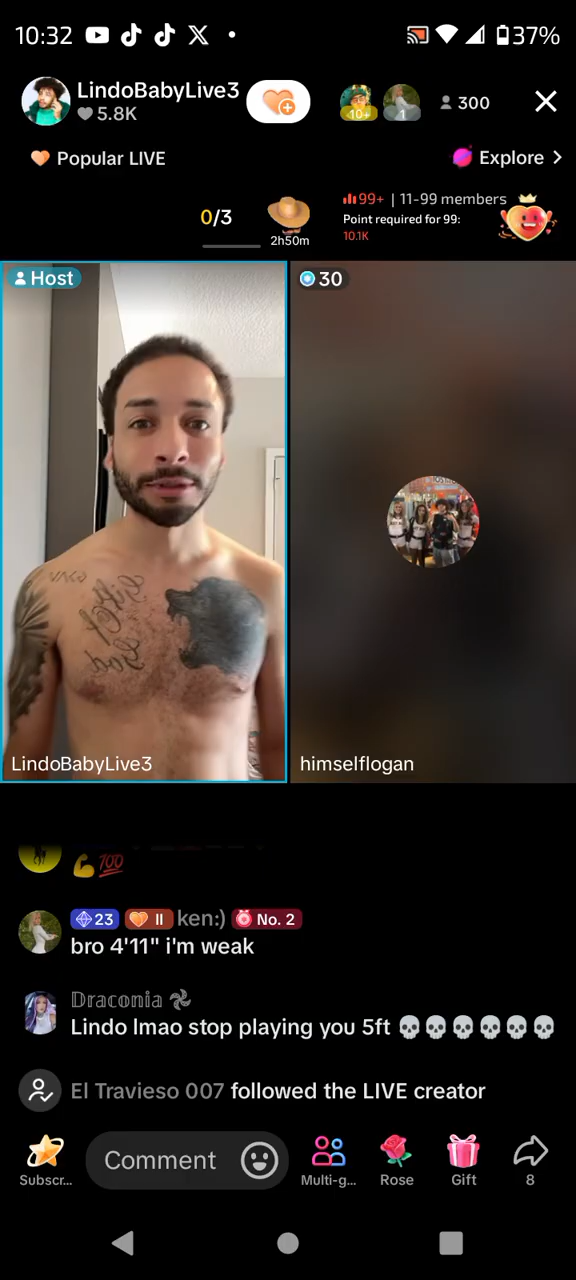 10:32
37%
LindoBabyLive3
5.8K
10+
1
300
Popular LIVE
Explore
0/3
2h50m
99+ | 11-99 members
Point required for 99:
10.1K
Host
30
LindoBabyLive3
himselflogan
💪💯
23 II ken:) No. 2
bro 4'11" i'm weak
Draconia
Lindo lmao stop playing you 5ft 💀💀💀💀💀💀
El Travieso 007 followed the LIVE creator
Subscr...
Comment
Multi-g...
Rose
Gift
8